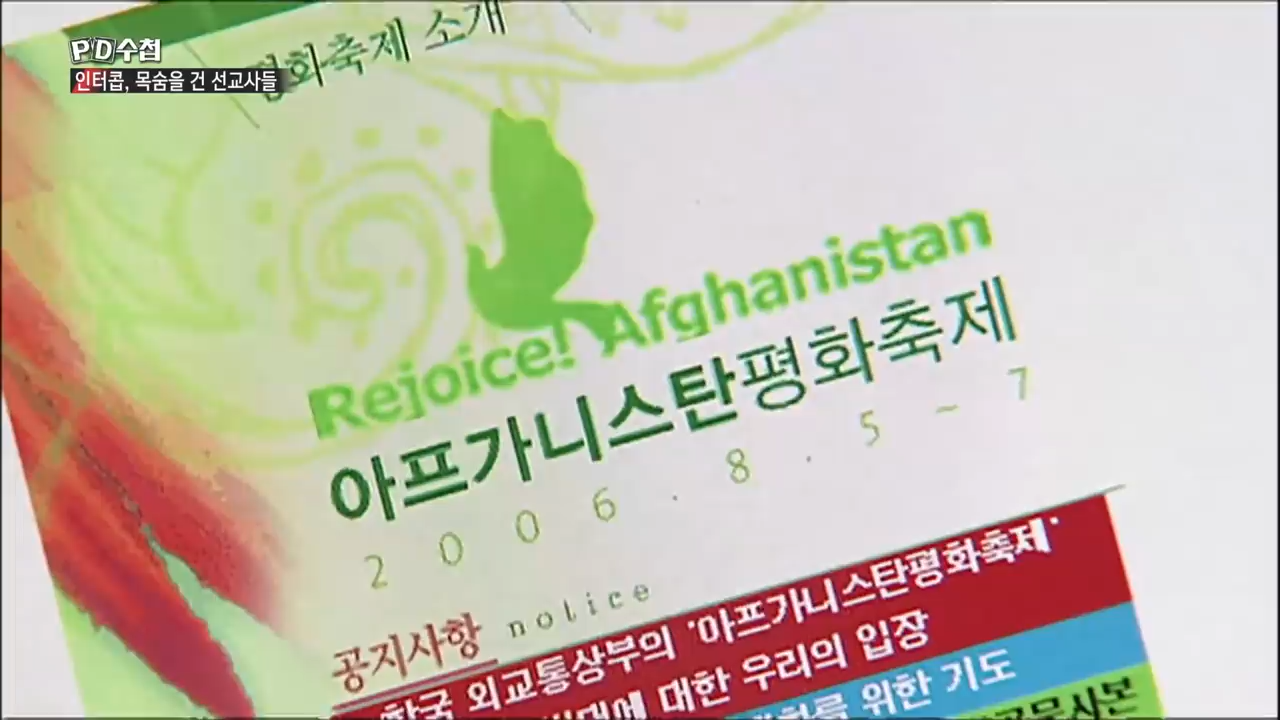 PD수첩
인터콥, 목숨을 건 선교사들
평화축제 소개
Rejoice! Afghanistan
아프가니스탄평화축제
2006.8.5~7
공지사항 notice
한국 외교통상부의 '아프가니스탄평화축제'
대한 우리의 입장
위한 기도